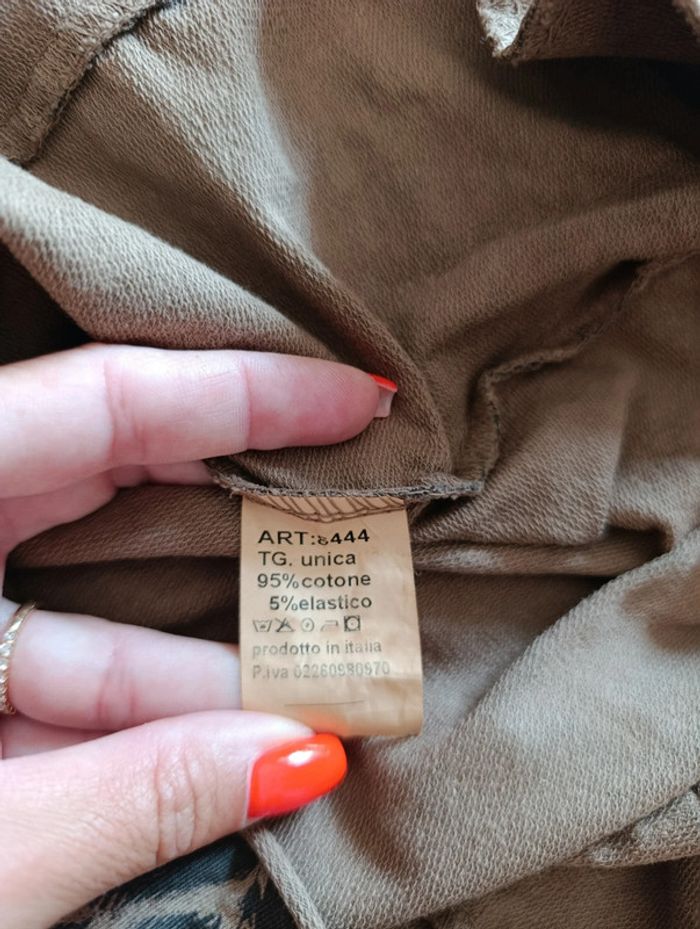 ART:8444
TG. unica
95%cotone
5%elastico
prodotto in italia
P.iva 02260980970